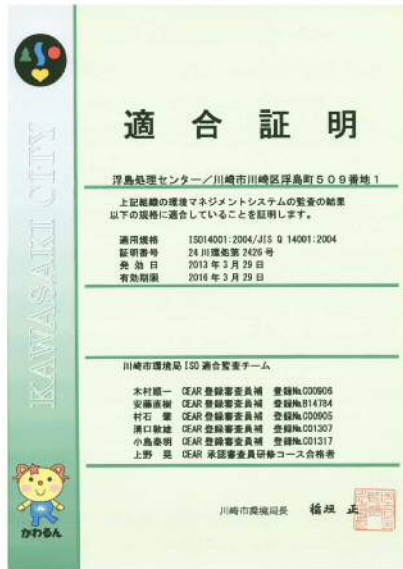 適合証明
浮島処理センター/川崎市川崎区浮島町509番地1
上記組織の環境マネジメントシステムの監査の結果
以下の規格に適合していることを証明します。
適用規格 ISO14001:2004/JIS Q 14001:2004
証明番号 24川環処第2426号
発効日 2013年3月29日
有効期限 2016年3月29日
KAWASAKI CITY
川崎市環境局ISO適合監査チーム
木村順一 CEAR登録審査員補 登録No.C00906
安藤直樹 CEAR登録審査員補 登録No.B14784
村石 肇 CEAR登録審査員補 登録No.C00905
溝口敏雄 CEAR登録審査員補 登録No.C01307
小島泰明 CEAR登録審査員補 登録No.C01317
上野 晃 CEAR承認審査員研修コース合格者
かわるん
川崎市環境局長 稲垣 正